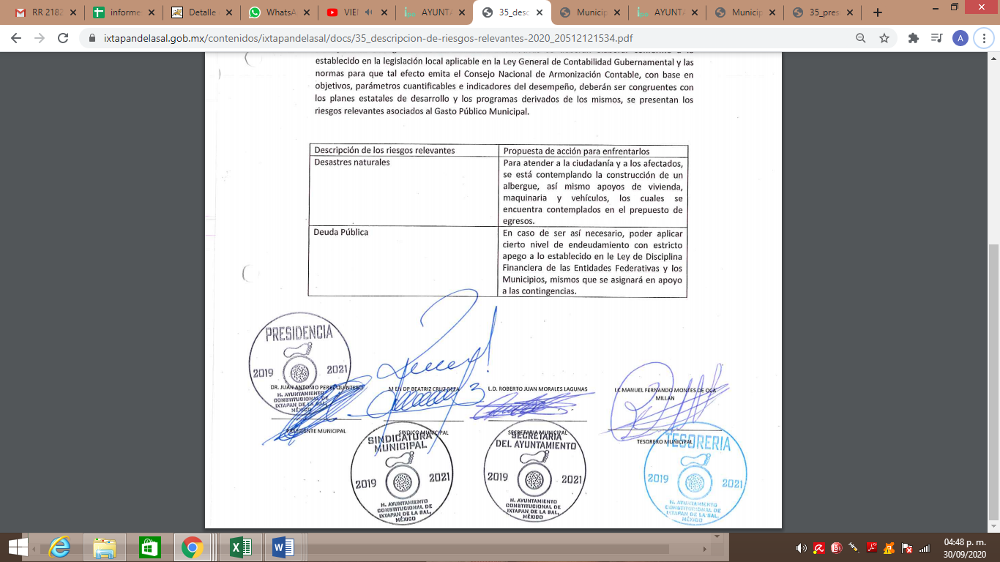 RR 2182
informe
Detalle
WhatsA
VIER
AYUNTA
35_desc
Municip
AYUNTA
Municip
35_pres
ixtapandelasal.gob.mx/contenidos/ixtapandelasal/docs/35_descripcion-de-riesgos-relevantes-2020_20512121534.pdf
A
establecido en la legislación local aplicable en la Ley General de Contabilidad Gubernamental y las
normas para que tal efecto emita el Consejo Nacional de Armonización Contable, con base en
objetivos, parámetros cuantificables e indicadores del desempeño, deberán ser congruentes con
los planes estatales de desarrollo y los programas derivados de los mismos, se presentan los
riesgos relevantes asociados al Gasto Público Municipal.
Descripción de los riesgos relevantes
Propuesta de acción para enfrentarlos
Desastres naturales
Para atender a la ciudadanía y a los afectados,
se está contemplando la construcción de un
albergue, así mismo apoyos de vivienda,
maquinaria y vehículos, los cuales se
encuentra contemplados en el prepuesto de
egresos.
Deuda Pública
En caso de ser así necesario, poder aplicar
cierto nivel de endeudamiento con estricto
apego a lo establecido en le Ley de Disciplina
Financiera de las Entidades Federativas y los
Municipios, mismos que se asignará en apoyo
a las contingencias.
PRESIDENCIA
2019 2021
DR. JUAN ANTONIO PEREZ QUINTERO
H. AYUNTAMIENTO
CONSTITUCIONAL DE
IXTAPAN DE LA SAL,
MÉXICO
PRESIDENTE MUNICIPAL
M EN DP BEATRIZ CRUZ REZA
SINDICO MUNICIPAL
SINDICATURA
MUNICIPAL
2019 2021
H. AYUNTAMIENTO
CONSTITUCIONAL DE
IXTAPAN DE LA SAL,
MÉXICO
L.D. ROBERTO JUAN MORALES LAGUNAS
SECRETARIA MUNICIPAL
SECRETARIA
DEL AYUNTAMIENTO
2019 2021
H. AYUNTAMIENTO
CONSTITUCIONAL DE
IXTAPAN DE LA SAL,
MÉXICO
I.C MANUEL FERNANDO MONTES DE OCA
MILLAN
TESORERO MUNICIPAL
TESORERIA
2019 2021
H. AYUNTAMIENTO
CONSTITUCIONAL DE
IXTAPAN DE LA SAL,
MÉXICO
04:48 p. m.
30/09/2020